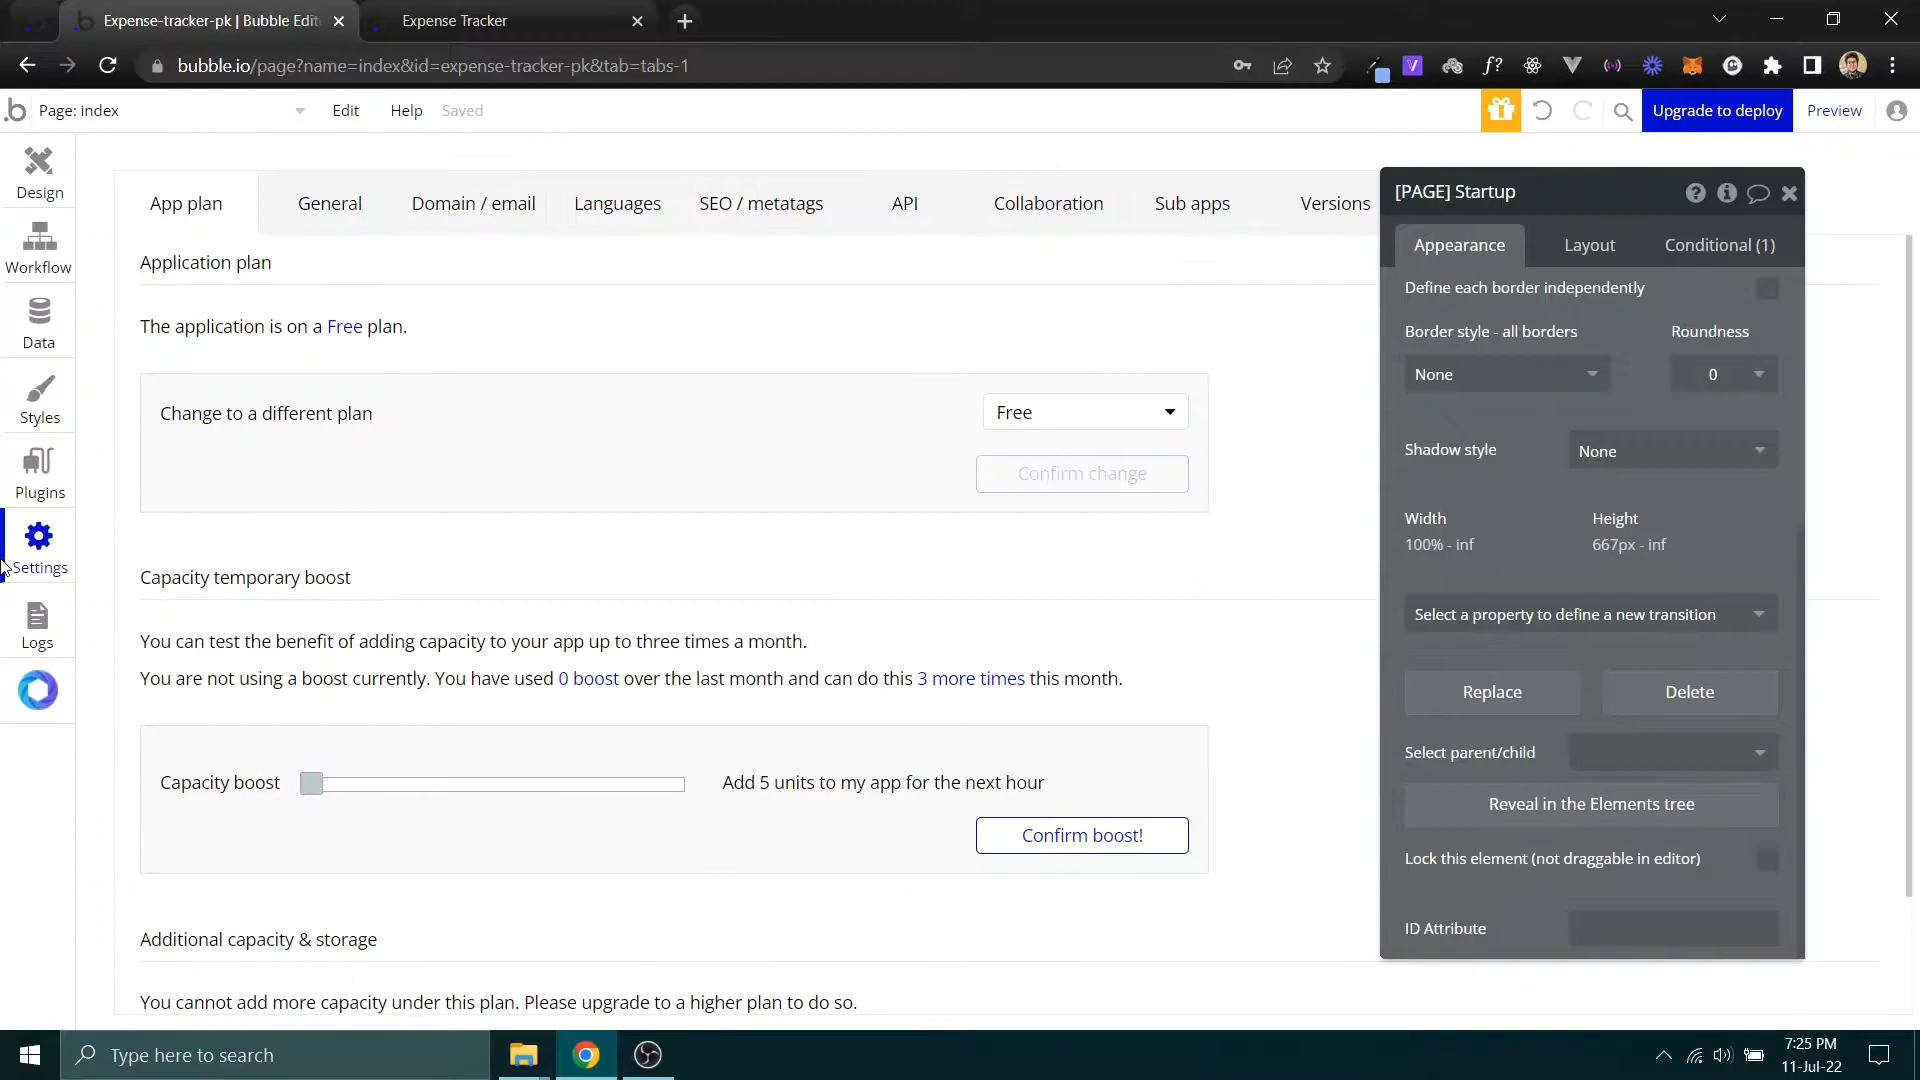 Expense-tracker-pk | Bubble Edit
Expense Tracker
bubble.io/page?name=index&id=expense-tracker-pk&tab=tabs-1
Page: index
Edit
Help
Saved
Upgrade to deploy
Preview
Design
Workflow
Data
Styles
Plugins
Settings
Logs
App plan
General
Domain / email
Languages
SEO / metatags
API
Collaboration
Sub apps
Versions
Application plan
The application is on a Free plan.
Change to a different plan
Free
Confirm change
Capacity temporary boost
You can test the benefit of adding capacity to your app up to three times a month.
You are not using a boost currently. You have used 0 boost over the last month and can do this 3 more times this month.
Capacity boost
Add 5 units to my app for the next hour
Confirm boost!
Additional capacity & storage
You cannot add more capacity under this plan. Please upgrade to a higher plan to do so.
[PAGE] Startup
Appearance
Layout
Conditional (1)
Define each border independently
Border style - all borders
Roundness
None
0
Shadow style
None
Width
Height
100% - inf
667px - inf
Select a property to define a new transition
Replace
Delete
Select parent/child
Reveal in the Elements tree
Lock this element (not draggable in editor)
ID Attribute
Type here to search
7:25 PM
11-Jul-22